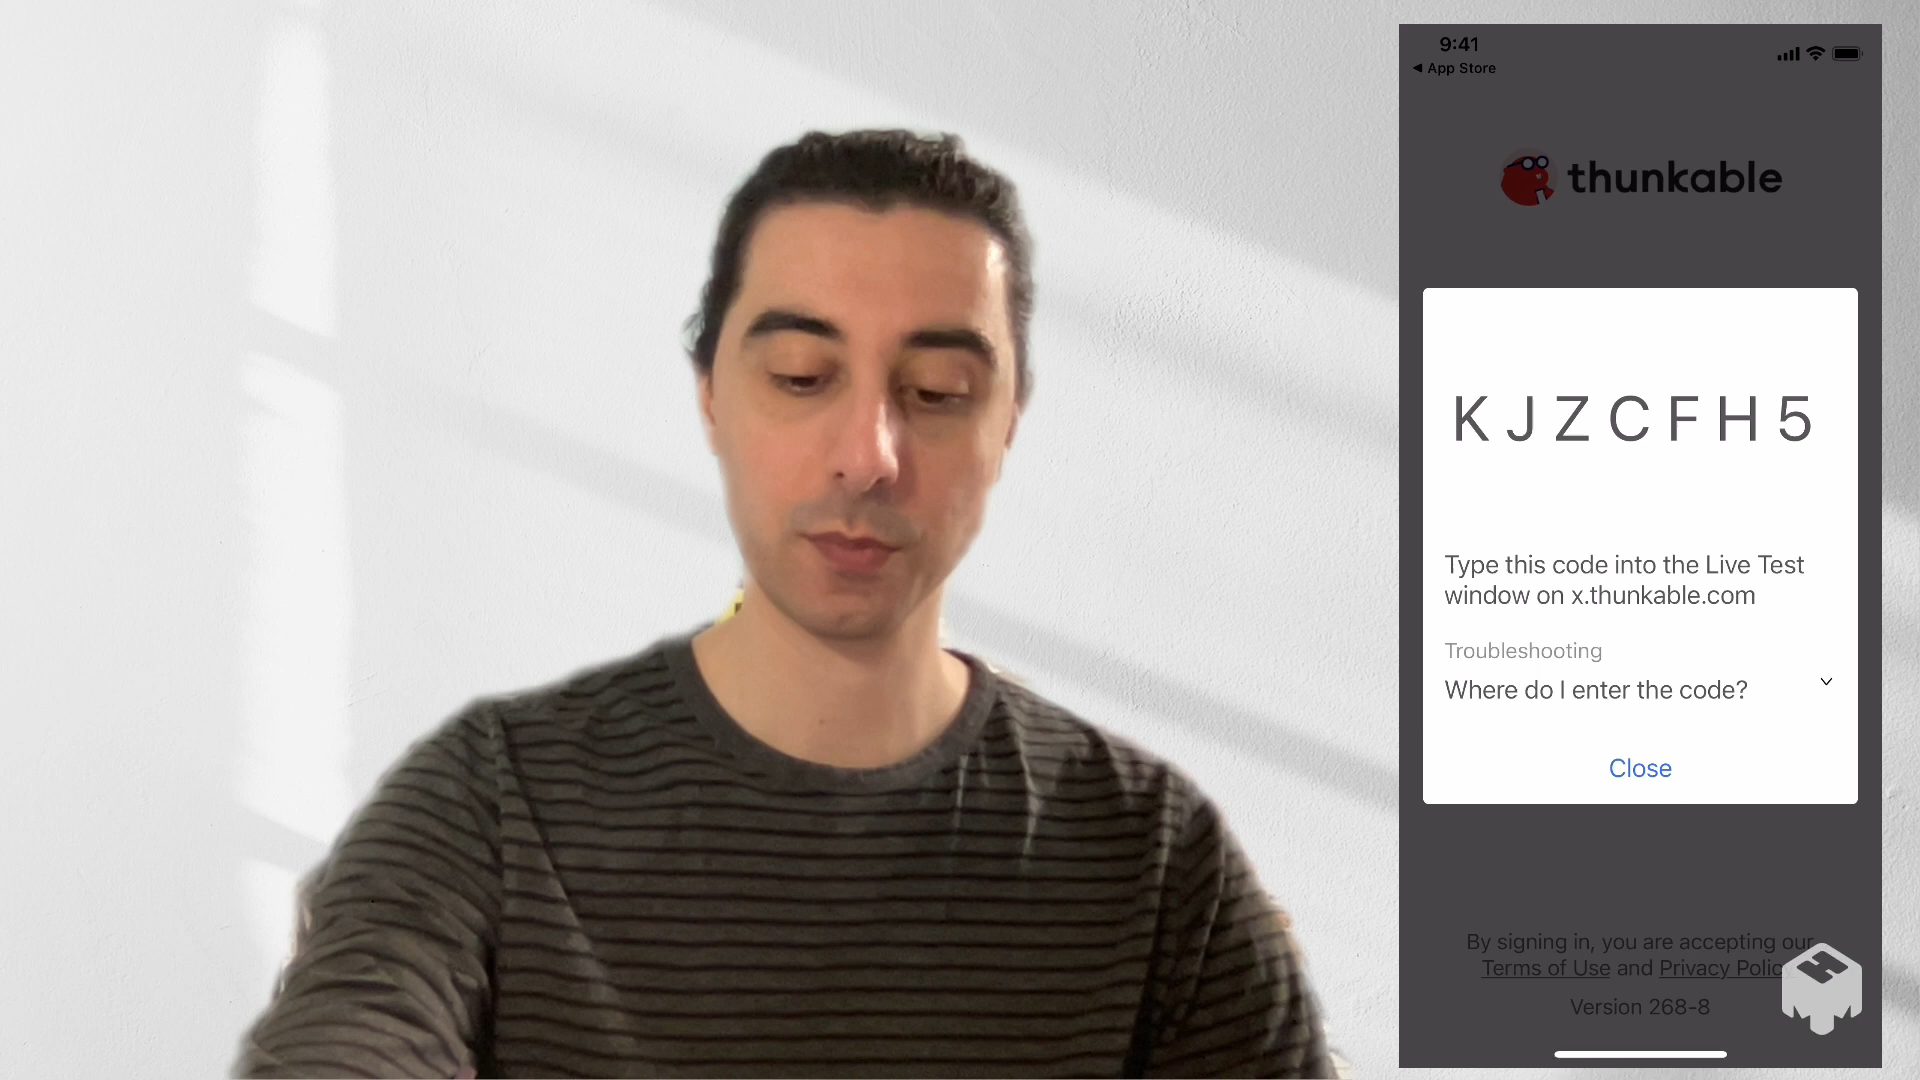 9:41
◀ App Store
thunkable
KJZCFH5
Type this code into the Live Test
window on x.thunkable.com
Troubleshooting
Where do I enter the code?
Close
By signing in, you are accepting our
Terms of Use and Privacy Polic
Version 268-8